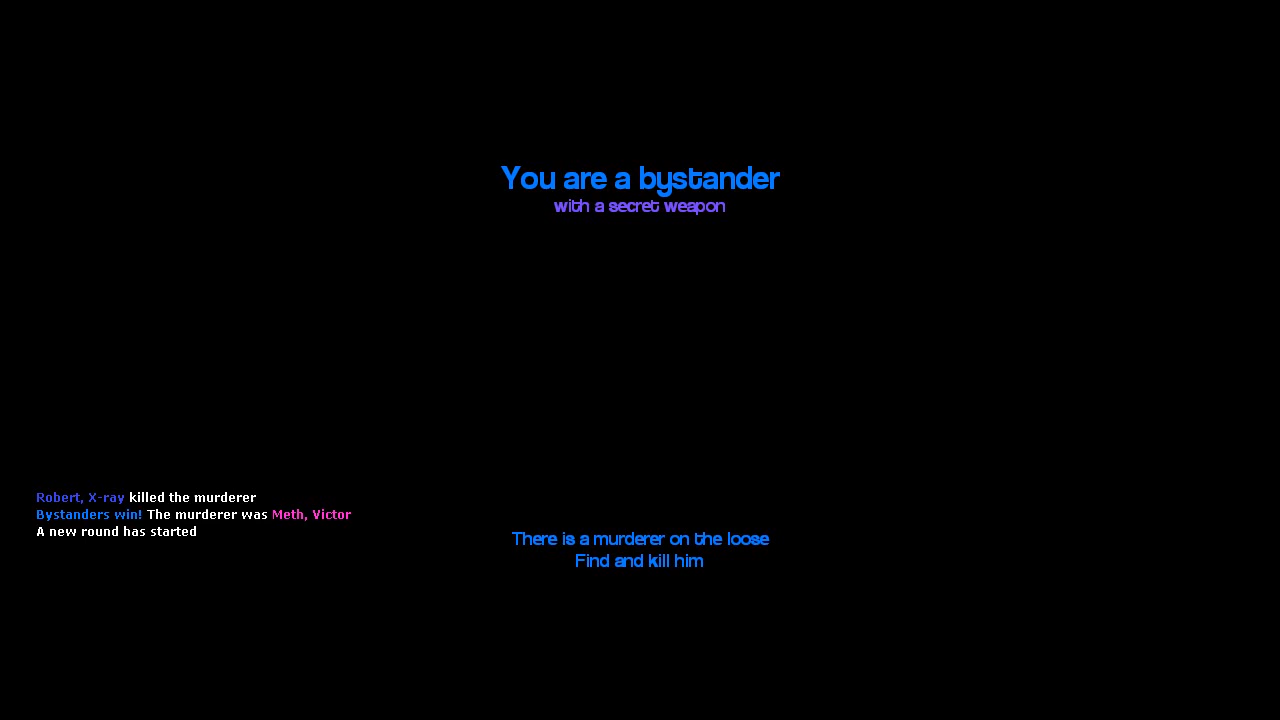 You are a bystander
with a secret weapon
Robert, X-ray killed the murderer
Bystanders win! The murderer was Meth, Victor
A new round has started
There is a murderer on the loose
Find and kill him